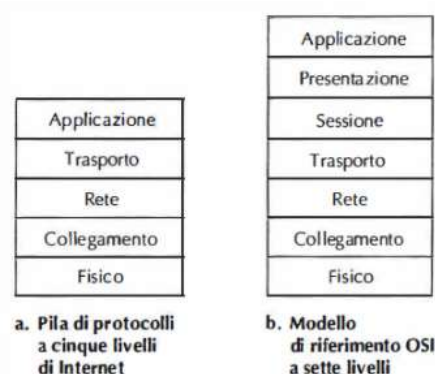 Applicazione
Trasporto
Rete
Collegamento
Fisico
a. Pila di protocolli
a cinque livelli
di Internet
Applicazione
Presentazione
Sessione
Trasporto
Rete
Collegamento
Fisico
b. Modello
di riferimento OSI
a sette livelli